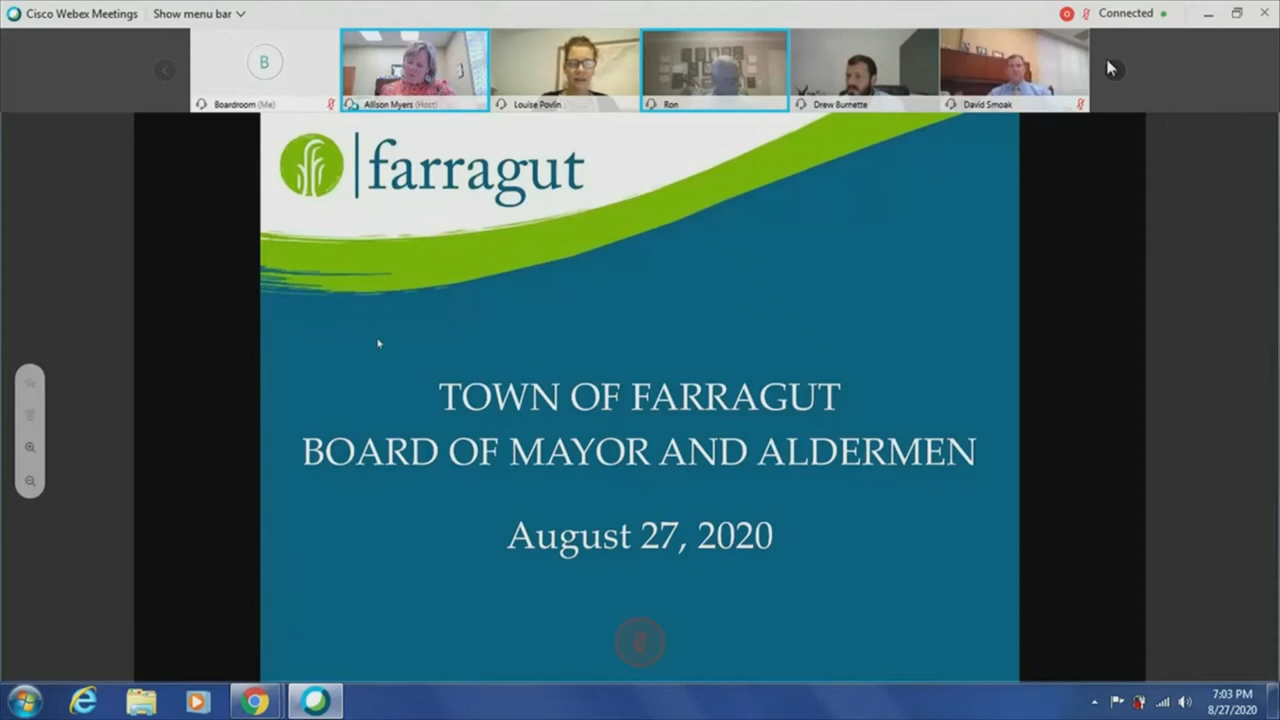 Cisco Webex Meetings Show menu bar Connected
B
Boardroom (Me) Allison Myers (Host) Louise Povlin Ron Drew Burnette David Smoak
farragut
TOWN OF FARRAGUT
BOARD OF MAYOR AND ALDERMEN
August 27, 2020
7:03 PM
8/27/2020